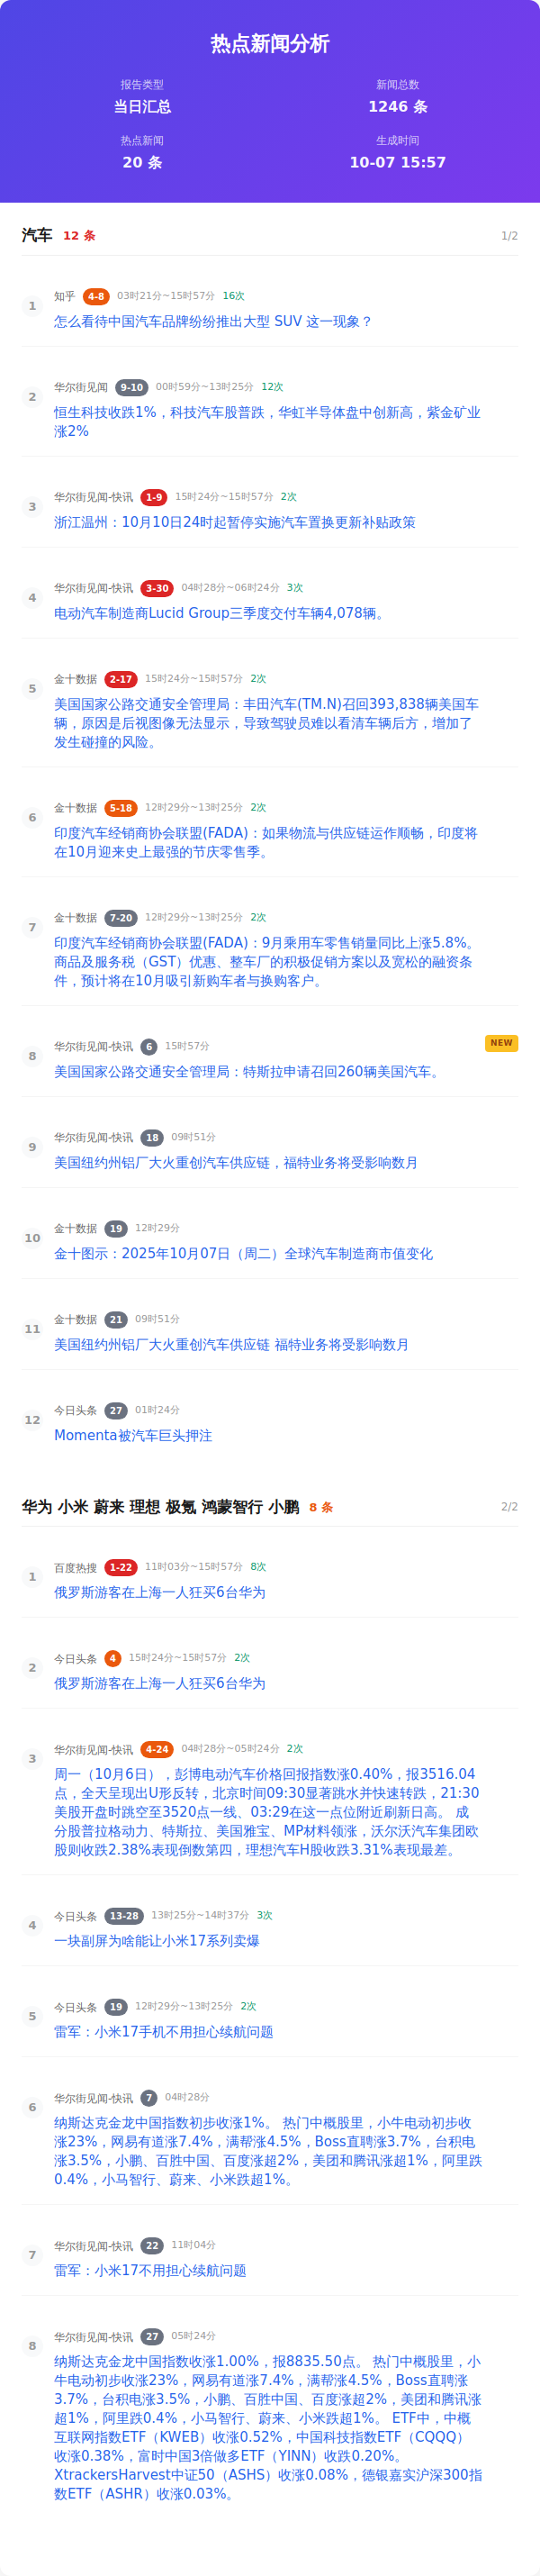 热点新闻分析
报告类型
当日汇总
新闻总数
1246 条
热点新闻
20 条
生成时间
10-07 15:57
汽车 12 条 1/2
1
知乎 4-8 03时21分~15时57分 16次
怎么看待中国汽车品牌纷纷推出大型 SUV 这一现象？
2
华尔街见闻 9-10 00时59分~13时25分 12次
恒生科技收跌1%，科技汽车股普跌，华虹半导体盘中创新高，紫金矿业
涨2%
3
华尔街见闻-快讯 1-9 15时24分~15时57分 2次
浙江温州：10月10日24时起暂停实施汽车置换更新补贴政策
4
华尔街见闻-快讯 3-30 04时28分~06时24分 3次
电动汽车制造商Lucid Group三季度交付车辆4,078辆。
5
金十数据 2-17 15时24分~15时57分 2次
美国国家公路交通安全管理局：丰田汽车(TM.N)召回393,838辆美国车
辆，原因是后视图像无法显示，导致驾驶员难以看清车辆后方，增加了
发生碰撞的风险。
6
金十数据 5-18 12时29分~13时25分 2次
印度汽车经销商协会联盟(FADA)：如果物流与供应链运作顺畅，印度将
在10月迎来史上最强的节庆零售季。
7
金十数据 7-20 12时29分~13时25分 2次
印度汽车经销商协会联盟(FADA)：9月乘用车零售销量同比上涨5.8%。
商品及服务税（GST）优惠、整车厂的积极促销方案以及宽松的融资条
件，预计将在10月吸引新购车者与换购客户。
8
华尔街见闻-快讯 6 15时57分
NEW
美国国家公路交通安全管理局：特斯拉申请召回260辆美国汽车。
9
华尔街见闻-快讯 18 09时51分
美国纽约州铝厂大火重创汽车供应链，福特业务将受影响数月
10
金十数据 19 12时29分
金十图示：2025年10月07日（周二）全球汽车制造商市值变化
11
金十数据 21 09时51分
美国纽约州铝厂大火重创汽车供应链 福特业务将受影响数月
12
今日头条 27 01时24分
Momenta被汽车巨头押注
华为 小米 蔚来 理想 极氪 鸿蒙智行 小鹏 8 条 2/2
1
百度热搜 1-22 11时03分~15时57分 8次
俄罗斯游客在上海一人狂买6台华为
2
今日头条 4 15时24分~15时57分 2次
俄罗斯游客在上海一人狂买6台华为
3
华尔街见闻-快讯 4-24 04时28分~05时24分 2次
周一（10月6日），彭博电动汽车价格回报指数涨0.40%，报3516.04
点，全天呈现出U形反转，北京时间09:30显著跳水并快速转跌，21:30
美股开盘时跳空至3520点一线、03:29在这一点位附近刷新日高。 成
分股普拉格动力、特斯拉、美国雅宝、MP材料领涨，沃尔沃汽车集团欧
股则收跌2.38%表现倒数第四，理想汽车H股收跌3.31%表现最差。
4
今日头条 13-28 13时25分~14时37分 3次
一块副屏为啥能让小米17系列卖爆
5
今日头条 19 12时29分~13时25分 2次
雷军：小米17手机不用担心续航问题
6
华尔街见闻-快讯 7 04时28分
纳斯达克金龙中国指数初步收涨1%。 热门中概股里，小牛电动初步收
涨23%，网易有道涨7.4%，满帮涨4.5%，Boss直聘涨3.7%，台积电
涨3.5%，小鹏、百胜中国、百度涨超2%，美团和腾讯涨超1%，阿里跌
0.4%，小马智行、蔚来、小米跌超1%。
7
华尔街见闻-快讯 22 11时04分
雷军：小米17不用担心续航问题
8
华尔街见闻-快讯 27 05时24分
纳斯达克金龙中国指数收涨1.00%，报8835.50点。 热门中概股里，小
牛电动初步收涨23%，网易有道涨7.4%，满帮涨4.5%，Boss直聘涨
3.7%，台积电涨3.5%，小鹏、百胜中国、百度涨超2%，美团和腾讯涨
超1%，阿里跌0.4%，小马智行、蔚来、小米跌超1%。 ETF中，中概
互联网指数ETF（KWEB）收涨0.52%，中国科技指数ETF（CQQQ）
收涨0.38%，富时中国3倍做多ETF（YINN）收跌0.20%。
XtrackersHarvest中证50（ASHS）收涨0.08%，德银嘉实沪深300指
数ETF（ASHR）收涨0.03%。